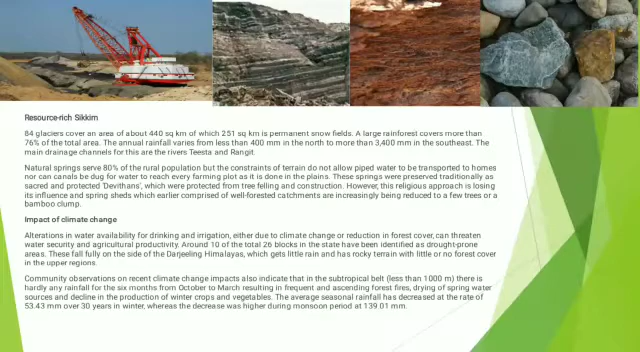 Resource-rich Sikkim
84 glaciers cover an area of about 440 sq km of which 251 sq km is permanent snow fields. A large rainforest covers more than
76% of the total area. The annual rainfall varies from less than 400 mm in the north to more than 3,400 mm in the southeast. The
main drainage channels for this are the rivers Teesta and Rangit.
Natural springs serve 80% of the rural population but the constraints of terrain do not allow piped water to be transported to homes
nor can canals be dug for water to reach every farming plot as it is done in the plains. These springs were preserved traditionally as
sacred and protected 'Devithans', which were protected from tree felling and construction. However, this religious approach is losing
its influence and spring sheds which earlier comprised of well-forested catchments are increasingly being reduced to a few trees or a
bamboo clump.
Impact of climate change
Alterations in water availability for drinking and irrigation, either due to climate change or reduction in forest cover, can threaten
water security and agricultural productivity. Around 10 of the total 26 blocks in the state have been identified as drought-prone
areas. These fall fully on the side of the Darjeeling Himalayas, which gets little rain and has rocky terrain with little or no forest cover
in the upper regions.
Community observations on recent climate change impacts also indicate that in the subtropical belt (less than 1000 m) there is
hardly any rainfall for the six months from October to March resulting in frequent and ascending forest fires, drying of spring water
sources and decline in the production of winter crops and vegetables. The average seasonal rainfall has decreased at the rate of
53.43 mm over 30 years in winter, whereas the decrease was higher during monsoon period at 139.01 mm.